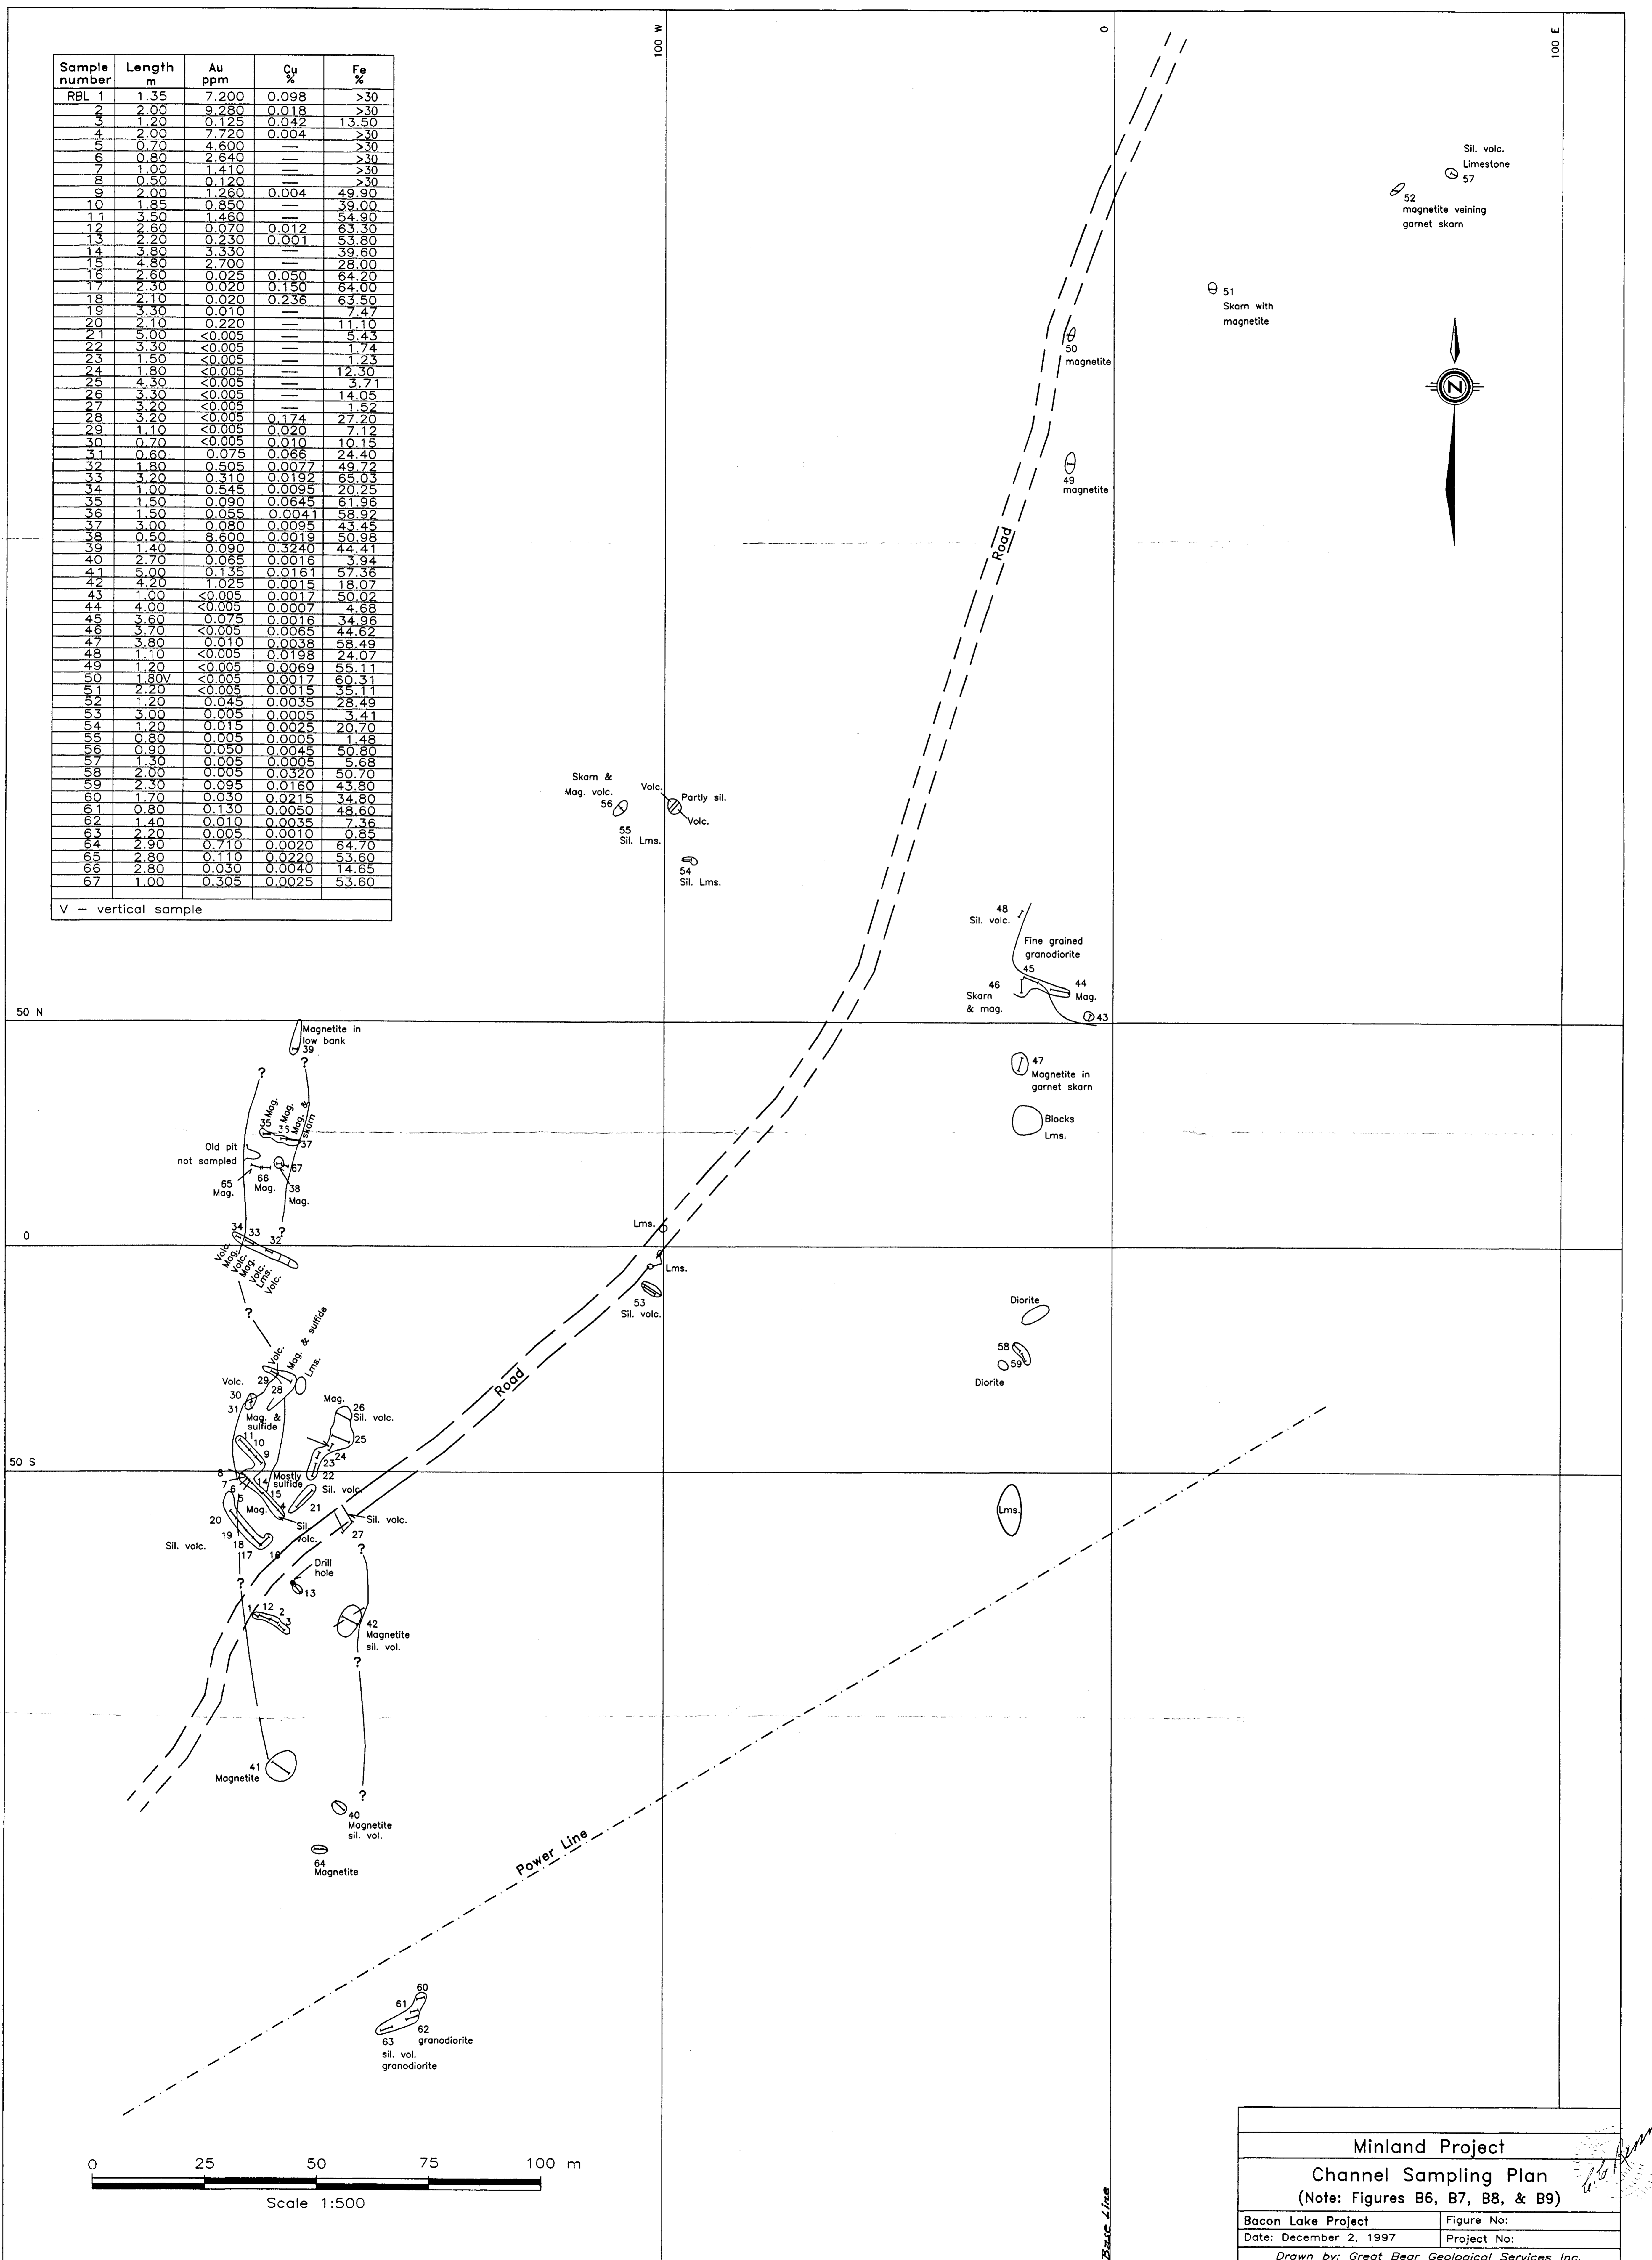 100 W
0
100 E
Sample number Length m Au ppm Cu % Fe %
RBL 1 1.35 7.200 0.098 >30
2 2.00 9.280 0.018 >30
3 1.20 0.125 0.042 13.50
4 2.00 7.720 0.004 >30
5 0.70 4.600 — >30
6 0.80 2.640 — >30
7 1.00 1.410 — >30
8 0.50 0.120 — >30
9 2.00 1.260 0.004 49.90
10 1.85 0.850 — 39.00
11 3.50 1.460 — 54.90
12 2.60 0.070 0.012 63.30
13 2.20 0.230 0.001 53.80
14 3.80 3.330 — 39.60
15 4.80 2.700 — 28.00
16 2.60 0.025 0.050 64.20
17 2.30 0.020 0.150 64.00
18 2.10 0.020 0.236 63.50
19 3.30 0.010 — 7.47
20 2.10 0.220 — 11.10
21 5.00 <0.005 — 5.43
22 3.30 <0.005 — 1.74
23 1.50 <0.005 — 1.23
24 1.80 <0.005 — 12.30
25 4.30 <0.005 — 3.71
26 3.30 <0.005 — 14.05
27 3.20 <0.005 — 1.52
28 3.20 <0.005 0.174 27.20
29 1.10 <0.005 0.020 7.12
30 0.70 <0.005 0.010 10.15
31 0.60 0.075 0.066 24.40
32 1.80 0.505 0.0077 49.72
33 3.20 0.310 0.0192 65.03
34 1.00 0.545 0.0095 20.25
35 1.50 0.090 0.0645 61.96
36 1.50 0.055 0.0041 58.92
37 3.00 0.080 0.0095 43.45
38 0.50 8.600 0.0019 50.98
39 1.40 0.090 0.3240 44.41
40 2.70 0.065 0.0016 3.94
41 5.00 0.135 0.0161 57.36
42 4.20 1.025 0.0015 18.07
43 1.00 <0.005 0.0017 50.02
44 4.00 <0.005 0.0007 4.68
45 3.60 0.075 0.0016 34.96
46 3.70 <0.005 0.0065 44.62
47 3.80 0.010 0.0038 58.49
48 1.10 <0.005 0.0198 24.07
49 1.20 <0.005 0.0069 55.11
50 1.80V <0.005 0.0017 60.31
51 2.20 <0.005 0.0015 35.11
52 1.20 0.045 0.0035 28.49
53 3.00 0.005 0.0005 3.41
54 1.20 0.015 0.0025 20.70
55 0.80 0.005 0.0005 1.48
56 0.90 0.050 0.0045 50.80
57 1.30 0.005 0.0005 5.68
58 2.00 0.005 0.0320 50.70
59 2.30 0.095 0.0160 43.80
60 1.70 0.030 0.0215 34.80
61 0.80 0.130 0.0050 48.60
62 1.40 0.010 0.0035 7.36
63 2.20 0.005 0.0010 0.85
64 2.90 0.710 0.0020 64.70
65 2.80 0.110 0.0220 53.60
66 2.80 0.030 0.0040 14.65
67 1.00 0.305 0.0025 53.60
V – vertical sample
Sil. volc.
Limestone
57
52
magnetite veining
garnet skarn
51
Skarn with
magnetite
50
magnetite
N
49
magnetite
Road
Skarn &
Mag. volc.
56
Volc.
Partly sil.
Volc.
55
Sil. Lms.
54
Sil. Lms.
48
Sil. volc.
Fine grained
granodiorite
45
46
Skarn
& mag.
44
Mag.
43
50 N
Magnetite in
low bank
39
?
?
47
Magnetite in
garnet skarn
Blocks
Lms.
Mag.
Mag.
Mag. &
skarn
35
36
37
Old pit
not sampled
67
65
Mag.
66
Mag.
38
Mag.
?
0
34
33
32
Volc.
Mag.
Volc.
Mag.
Volc.
Lms.
Volc.
Lms.
Lms.
53
Sil. volc.
?
Diorite
58
59
Diorite
Volc.
Mag. & sulfide
Lms.
29
28
Volc.
30
31
Mag. &
sulfide
Mag.
26
Sil. volc.
25
24
23
22
Road
11
10
9
50 S
8
7
6
5
14
15
4
Mostly
sulfide
Mag.
Sil. volc.
21
Sil.
volc.
Sil. volc.
27
20
19
18
17
16
Sil. volc.
Lms.
?
?
Drill
hole
13
1
12
2
3
42
Magnetite
sil. vol.
?
41
Magnetite
?
40
Magnetite
sil. vol.
64
Magnetite
Power Line
60
61
62
granodiorite
63
sil. vol.
granodiorite
0 25 50 75 100 m
Scale 1:500
Base Line
Minland Project
Channel Sampling Plan
(Note: Figures B6, B7, B8, & B9)
Bacon Lake Project Figure No:
Date: December 2, 1997 Project No:
Drawn by: Great Bear Geological Services Inc.